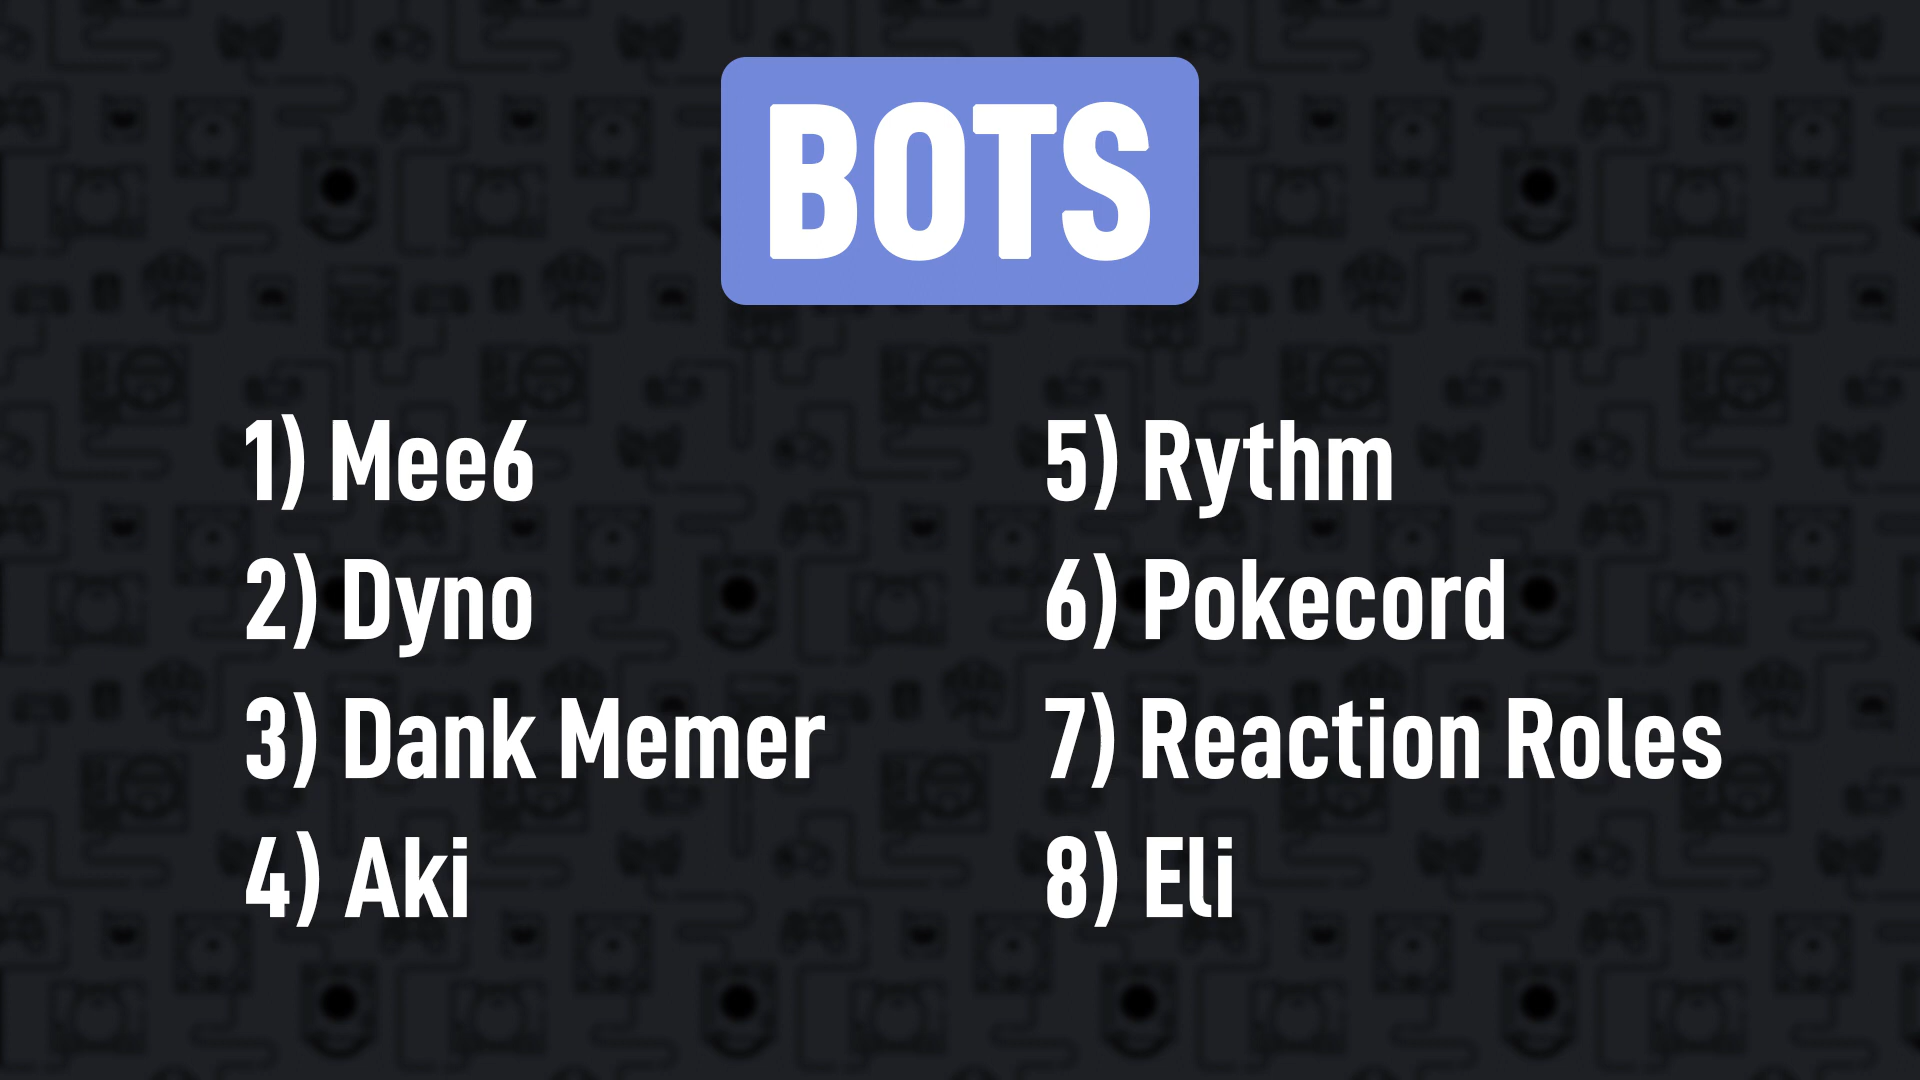 BOTS
1) Mee6
2) Dyno
3) Dank Memer
4) Aki
5) Rythm
6) Pokecord
7) Reaction Roles
8) Eli